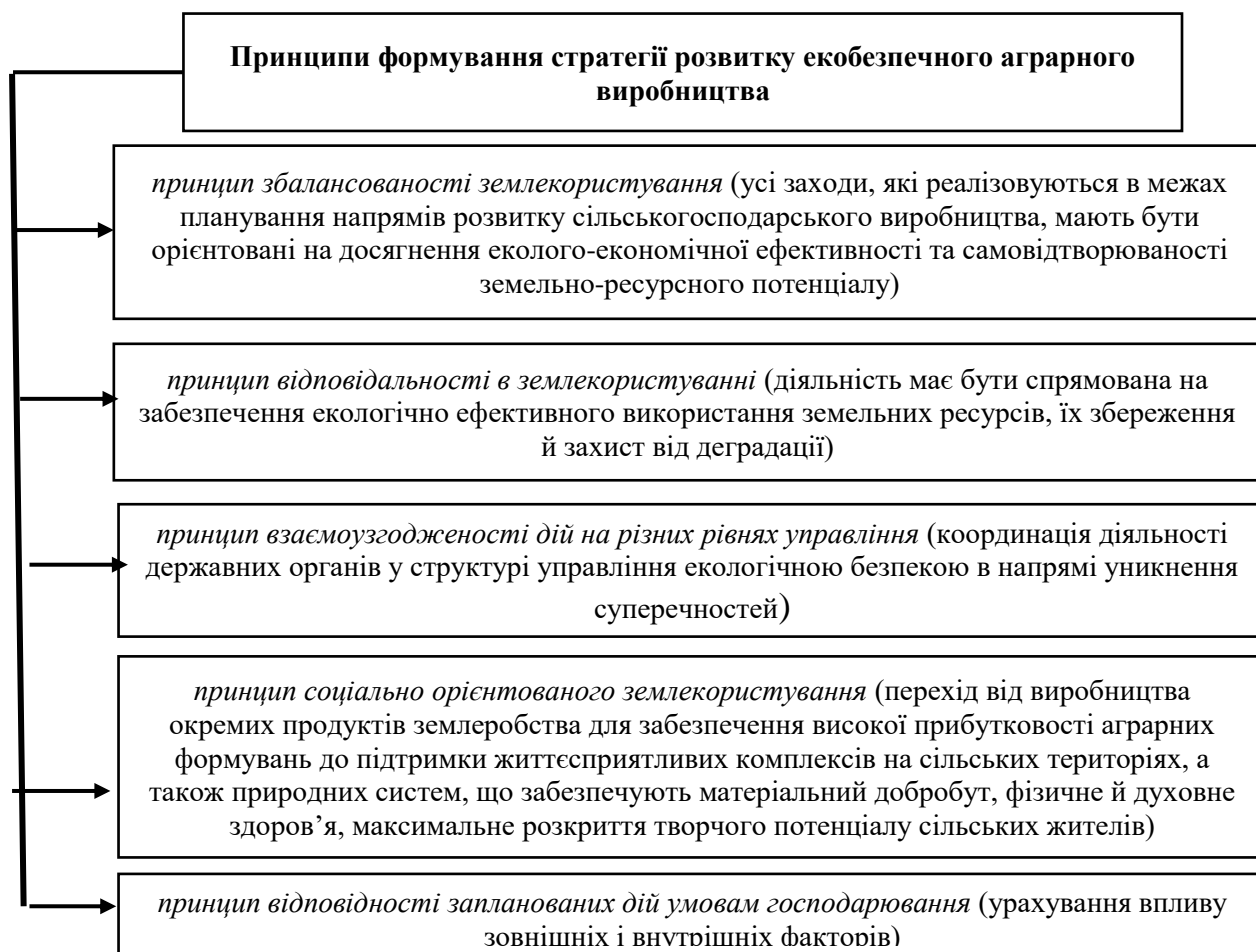 Принципи формування стратегії розвитку екобезпечного аграрного
виробництва
принцип збалансованості землекористування (усі заходи, які реалізовуються в межах
планування напрямів розвитку сільськогосподарського виробництва, мають бути
орієнтовані на досягнення еколого-економічної ефективності та самовідтворюваності
земельно-ресурсного потенціалу)
принцип відповідальності в землекористуванні (діяльність має бути спрямована на
забезпечення екологічно ефективного використання земельних ресурсів, їх збереження
й захист від деградації)
принцип взаємоузгодженості дій на різних рівнях управління (координація діяльності
державних органів у структурі управління екологічною безпекою в напрямі уникнення
суперечностей)
принцип соціально орієнтованого землекористування (перехід від виробництва
окремих продуктів землеробства для забезпечення високої прибутковості аграрних
формувань до підтримки життєсприятливих комплексів на сільських територіях, а
також природних систем, що забезпечують матеріальний добробут, фізичне й духовне
здоров’я, максимальне розкриття творчого потенціалу сільських жителів)
принцип відповідності запланованих дій умовам господарювання (урахування впливу
зовнішніх і внутрішніх факторів)